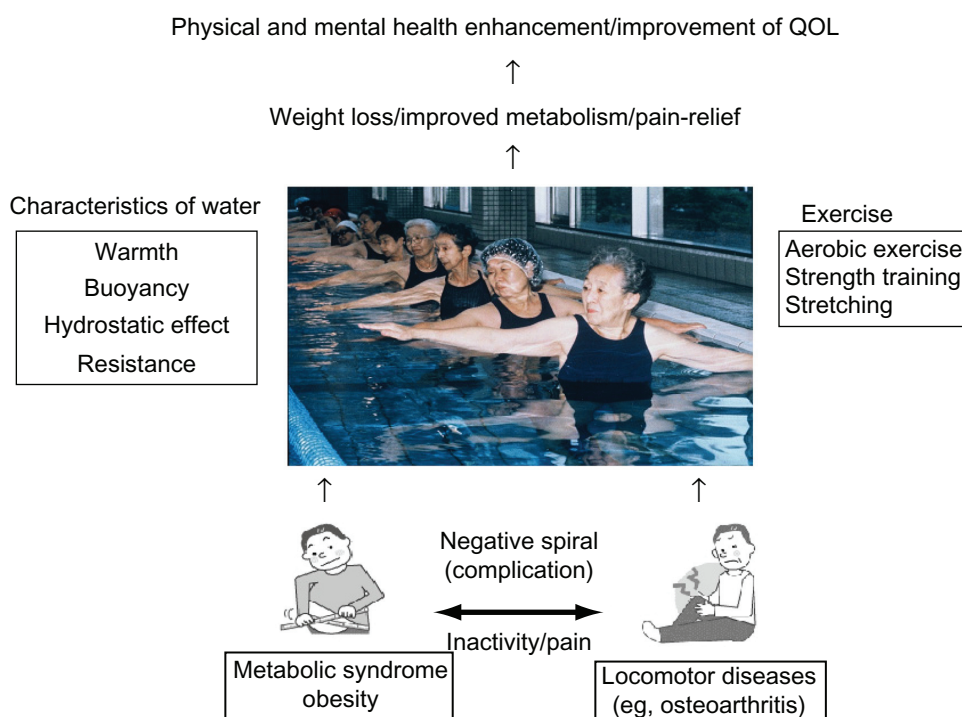 Physical and mental health enhancement/improvement of QOL
Weight loss/improved metabolism/pain-relief
Characteristics of water
Warmth
Buoyancy
Hydrostatic effect
Resistance
Exercise
Aerobic exercise
Strength training
Stretching
Negative spiral
(complication)
Inactivity/pain
Metabolic syndrome
obesity
Locomotor diseases
(eg, osteoarthritis)